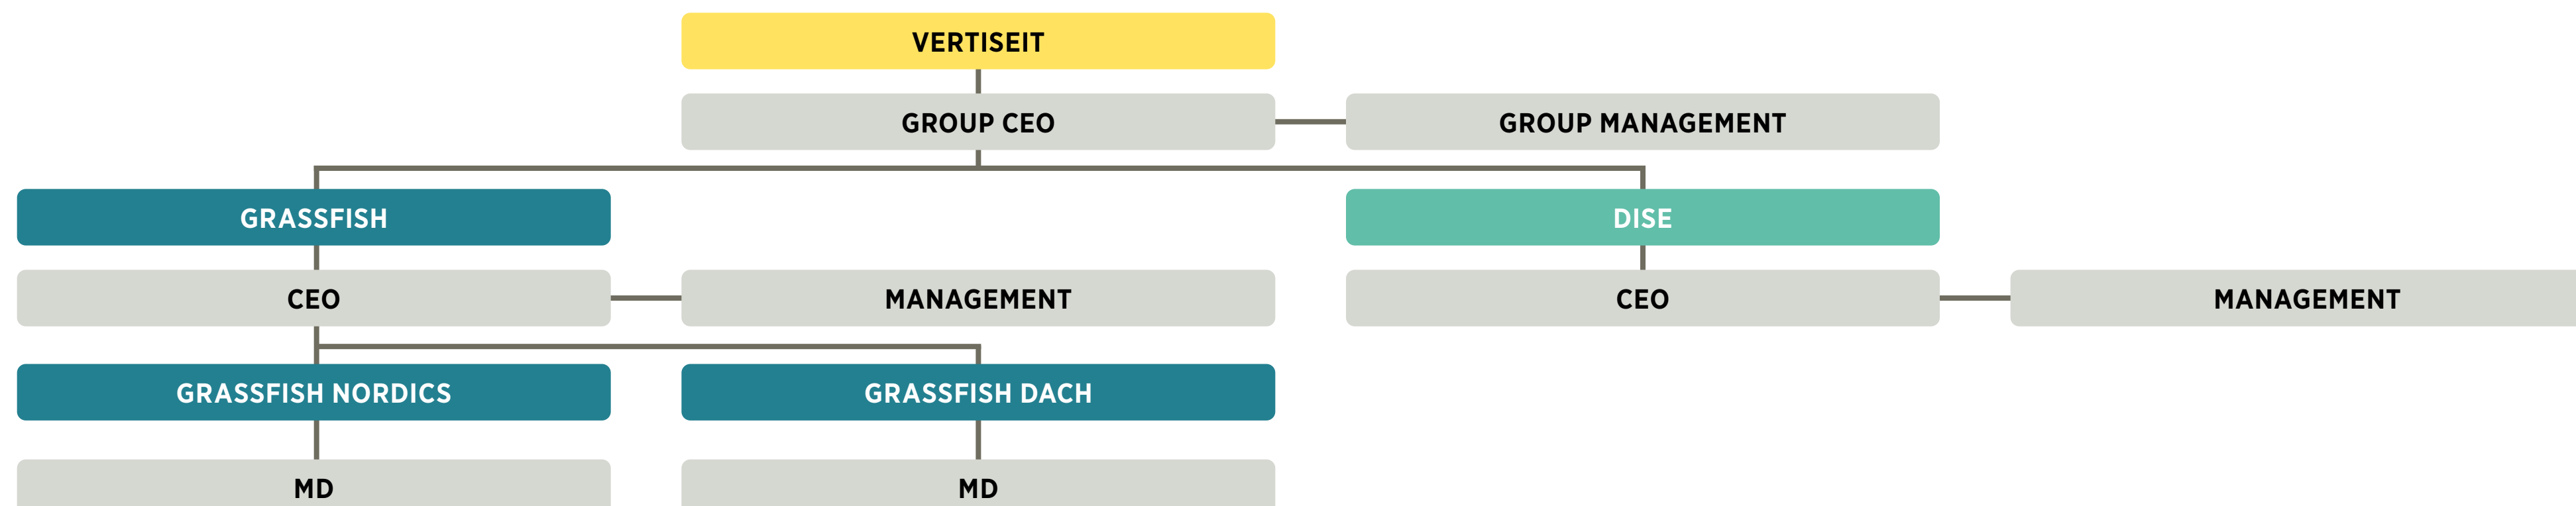 VERTISEIT
GROUP CEO
GROUP MANAGEMENT
GRASSFISH
DISE
CEO
MANAGEMENT
CEO
MANAGEMENT
GRASSFISH NORDICS
GRASSFISH DACH
MD
MD